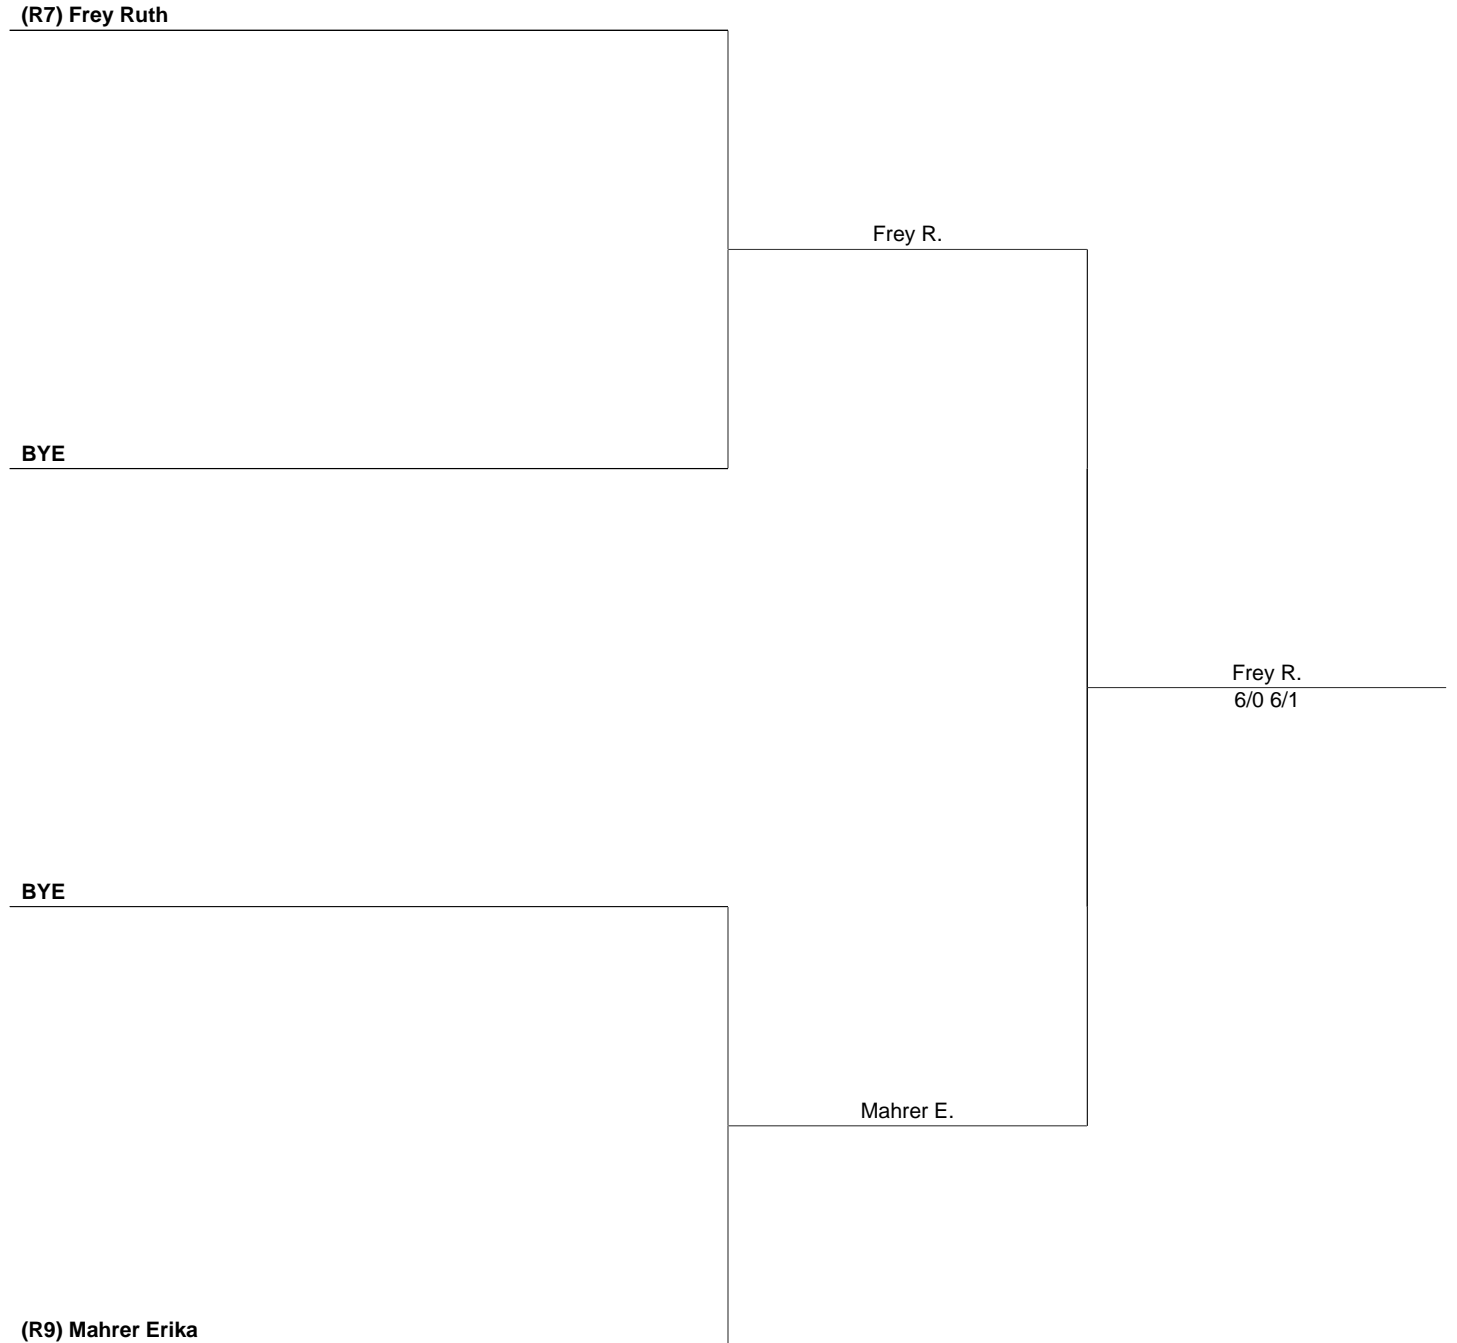 (R7) Frey Ruth
Frey R.
BYE
Frey R.
6/0 6/1
BYE
Mahrer E.
(R9) Mahrer Erika